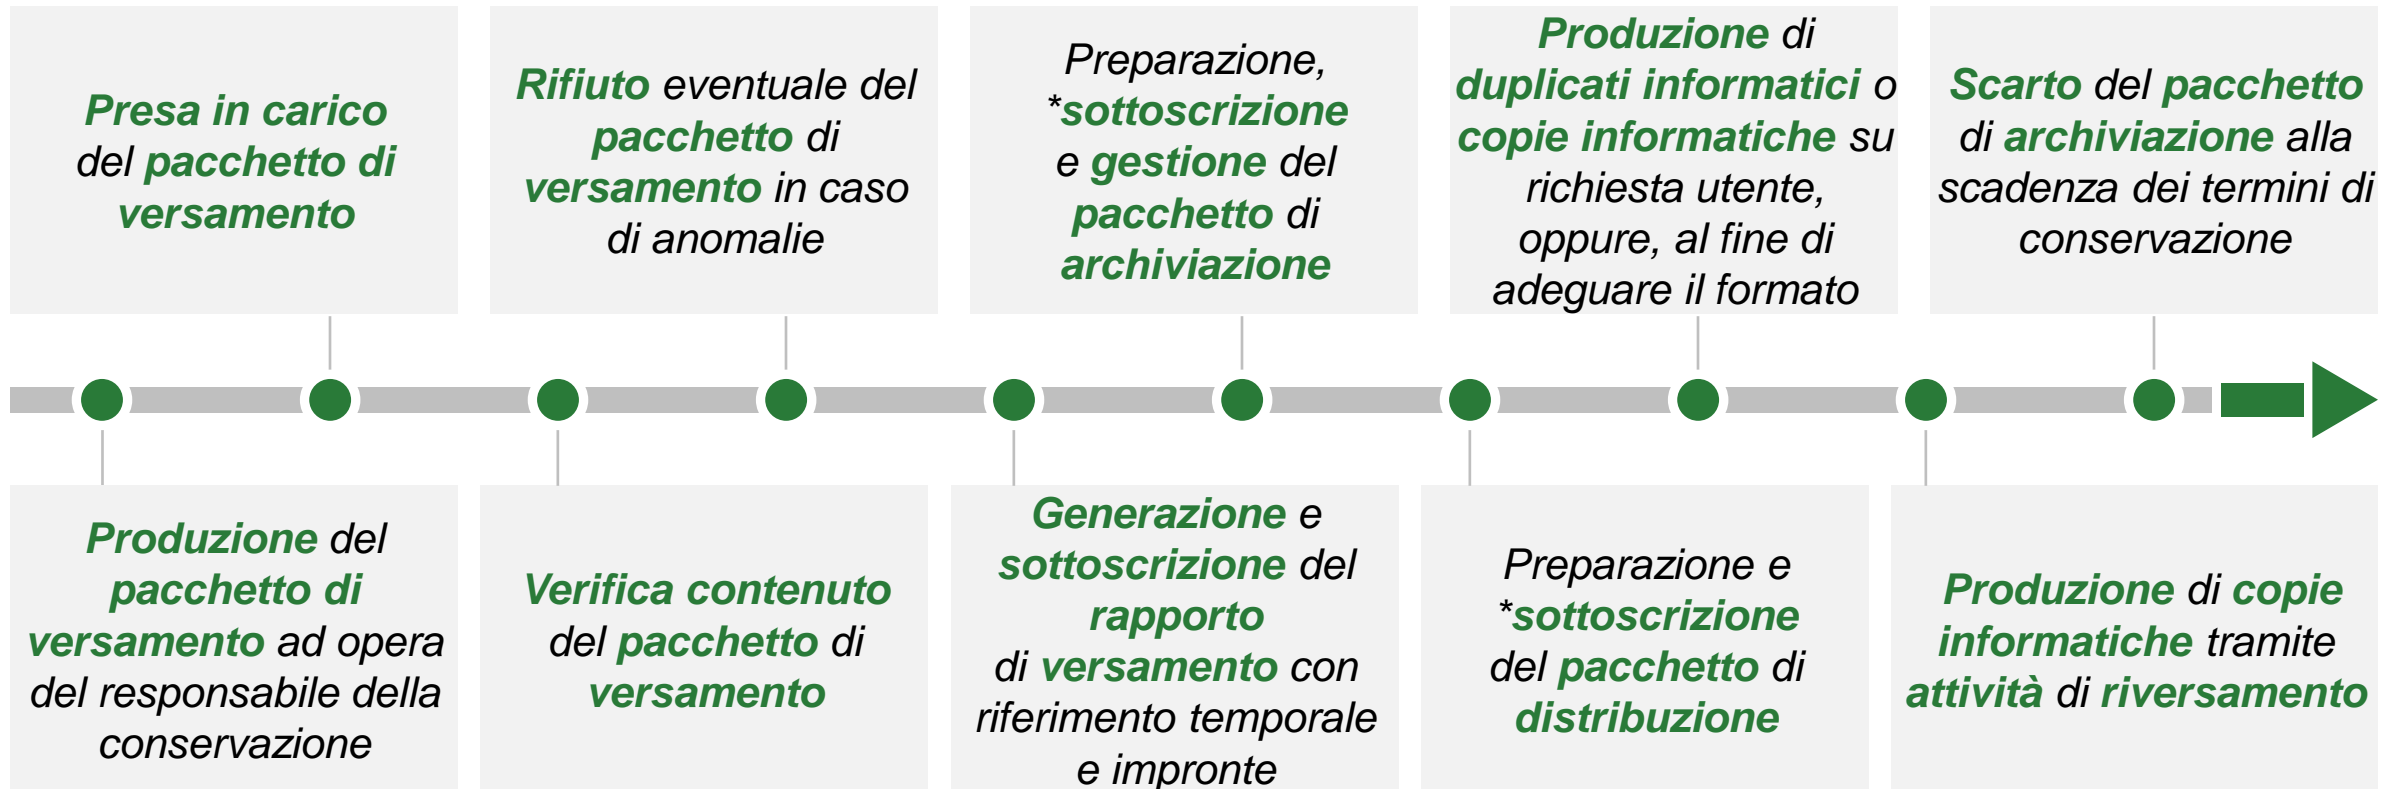 Presa in carico
del pacchetto di
versamento
Rifiuto eventuale del
pacchetto di
versamento in caso
di anomalie
Preparazione,
*sottoscrizione
e gestione del
pacchetto di
archiviazione
Produzione di
duplicati informatici o
copie informatiche su
richiesta utente,
oppure, al fine di
adeguare il formato
Scarto del pacchetto
di archiviazione alla
scadenza dei termini di
conservazione
Produzione del
pacchetto di
versamento ad opera
del responsabile della
conservazione
Verifica contenuto
del pacchetto di
versamento
Generazione e
sottoscrizione del
rapporto
di versamento con
riferimento temporale
e impronte
Preparazione e
*sottoscrizione
del pacchetto di
distribuzione
Produzione di copie
informatiche tramite
attività di riversamento